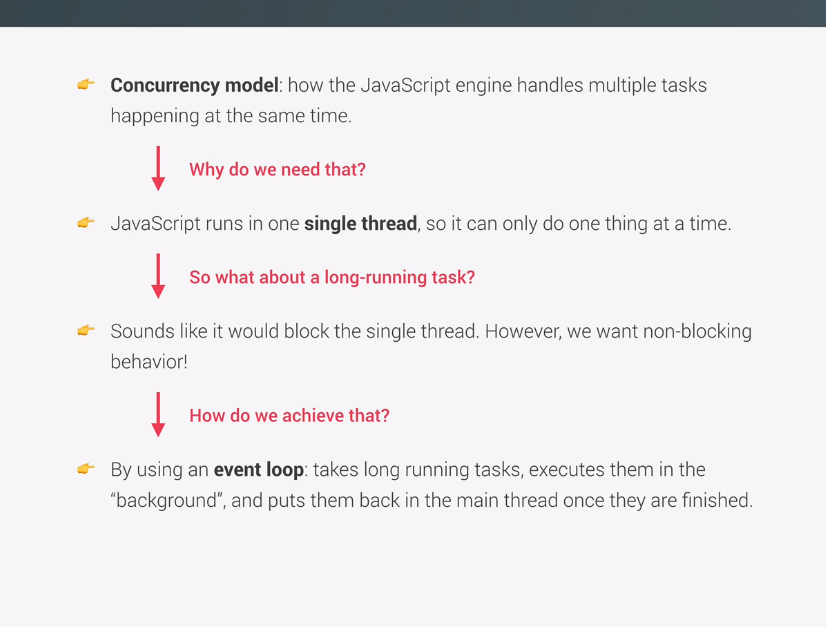 Concurrency model: how the JavaScript engine handles multiple tasks
happening at the same time.
Why do we need that?
JavaScript runs in one single thread, so it can only do one thing at a time.
So what about a long-running task?
Sounds like it would block the single thread. However, we want non-blocking
behavior!
How do we achieve that?
By using an event loop: takes long running tasks, executes them in the
“background”, and puts them back in the main thread once they are finished.